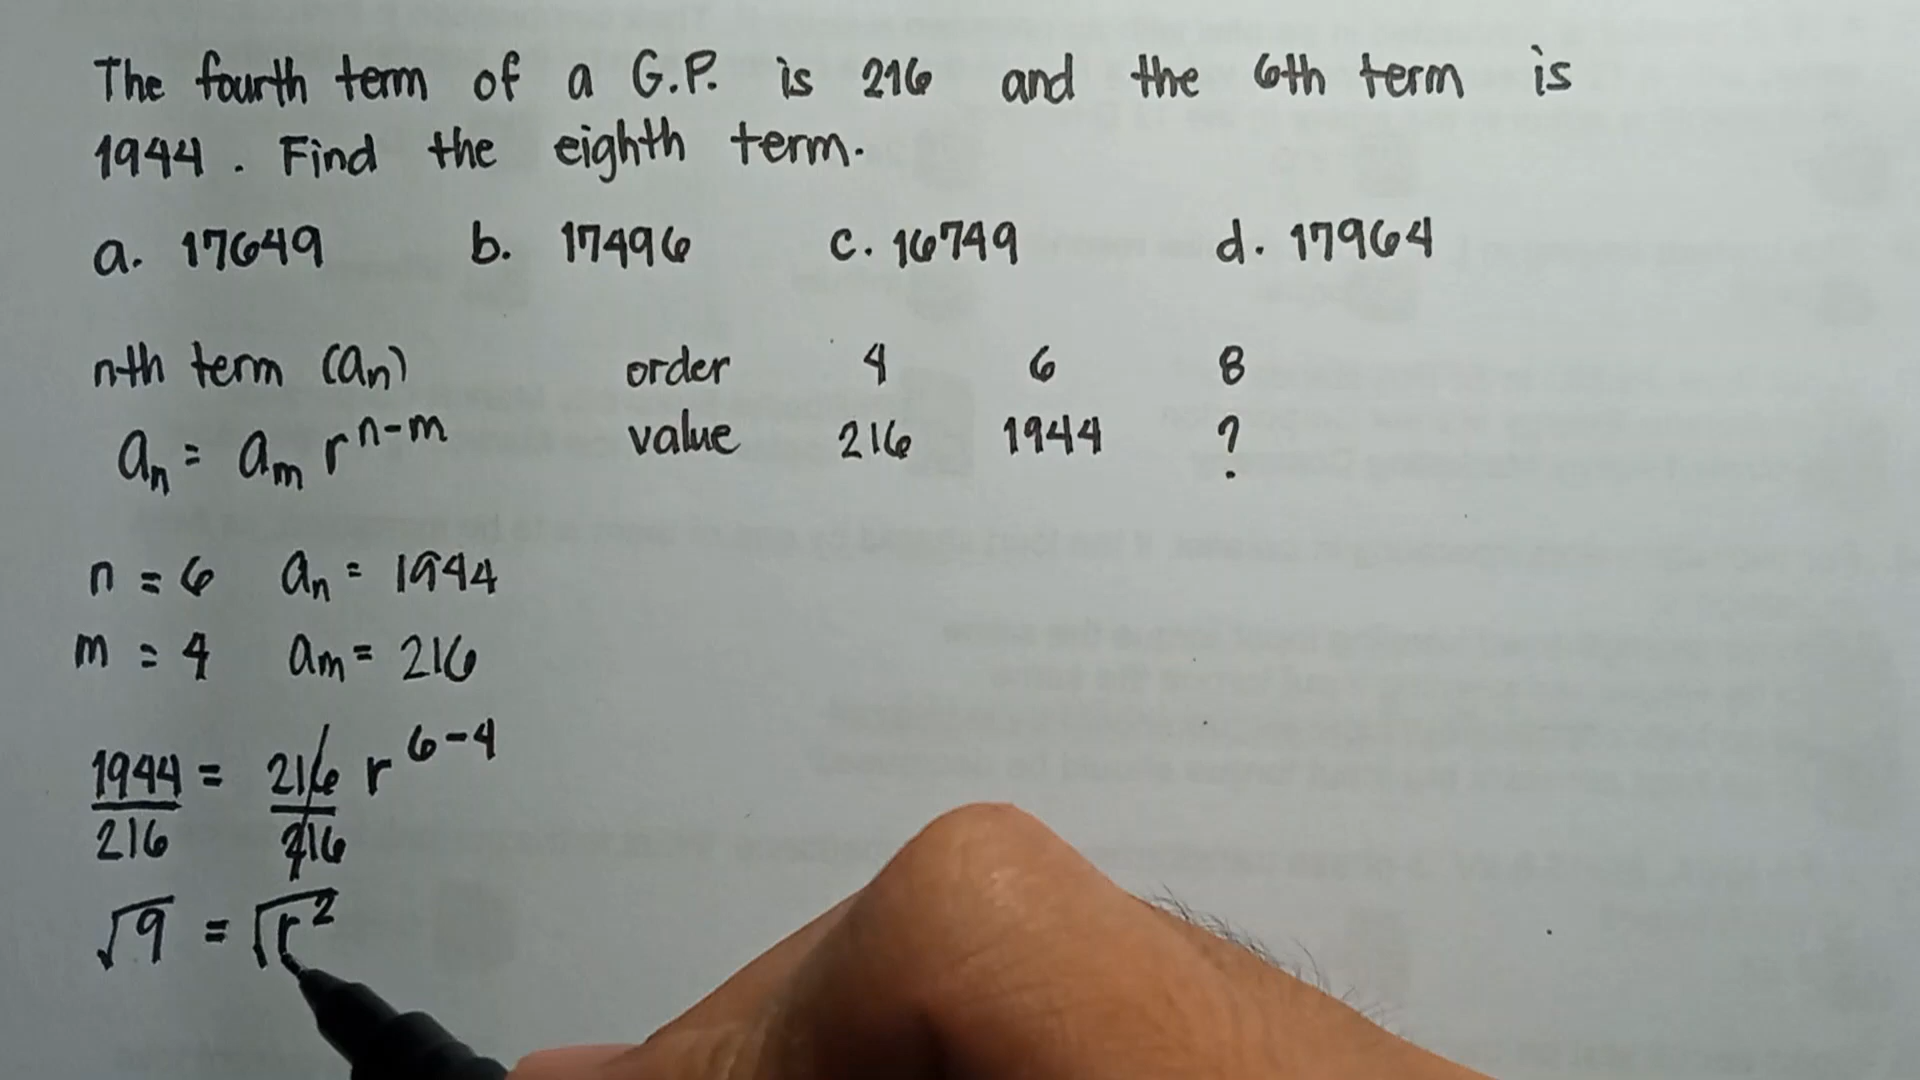 The fourth term of a G.P. is 216 and the 6th term is
1944. Find the eighth term.
a. 17649 b. 17496 c. 16749 d. 17964
nth term (aₙ) order 4 6 8
aₙ = aₘ rⁿ⁻ᵐ value 216 1944 ?
n = 6 aₙ = 1944
m = 4 aₘ = 216
1944/216 = 216/216 r⁶⁻⁴
√9 = √r²